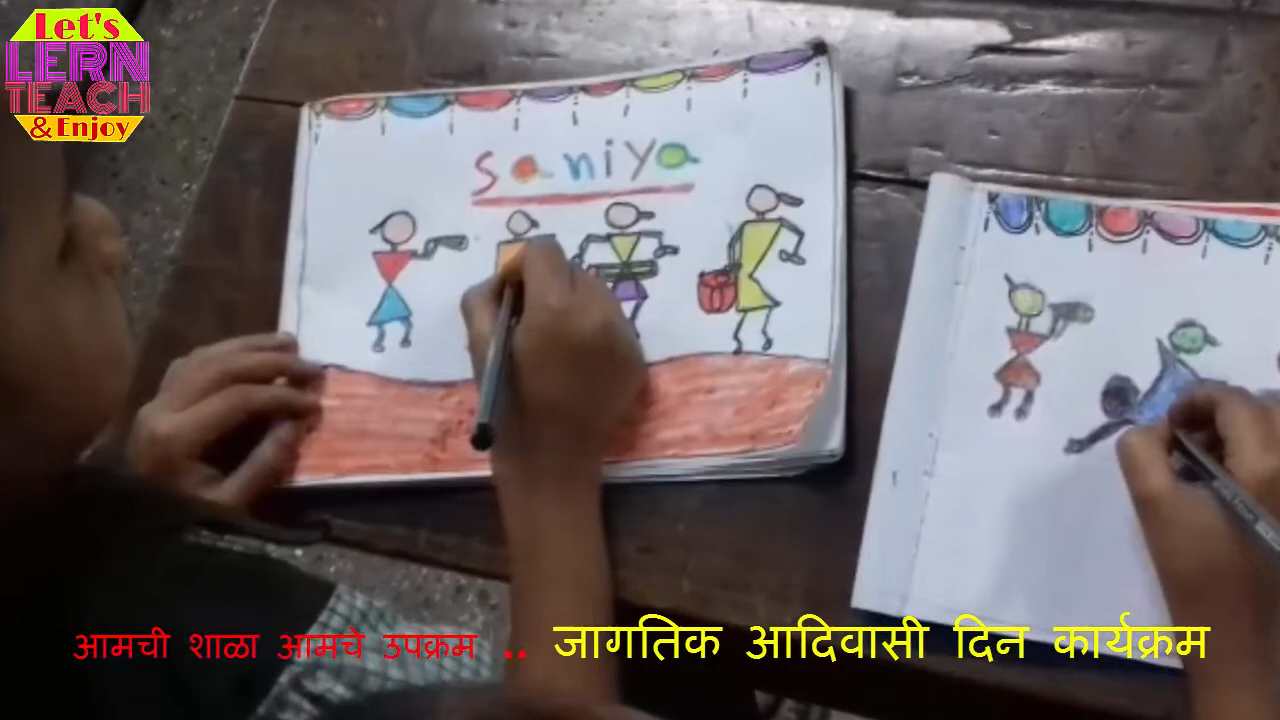 Let's
LERN
TEACH
& Enjoy
saniya
आमची शाळा आमचे उपक्रम .. जागतिक आदिवासी दिन कार्यक्रम